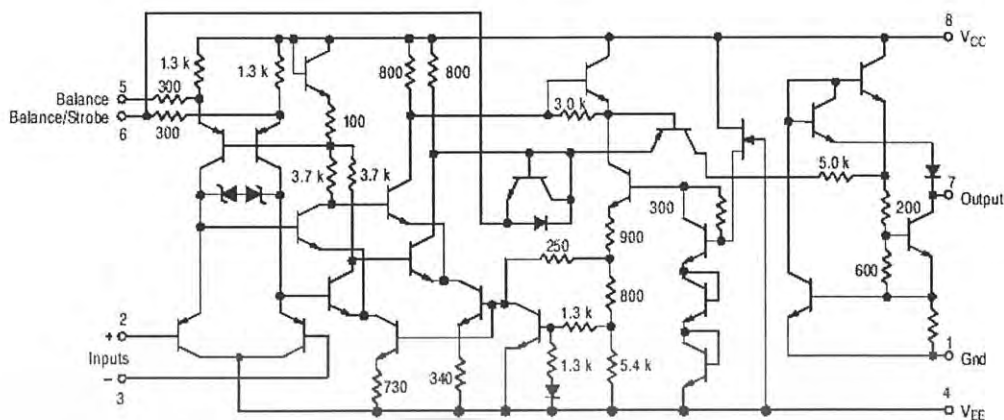 8
V_CC
1.3 k
1.3 k
800
800
5
300
Balance
Balance/Strobe
6
300
100
3.0 k
3.7 k
3.7 k
5.0 k
7
Output
300
200
900
250
600
800
2
+
1.3 k
Inputs
1
Gnd
–
3
730
340
1.3 k
5.4 k
4
V_EE